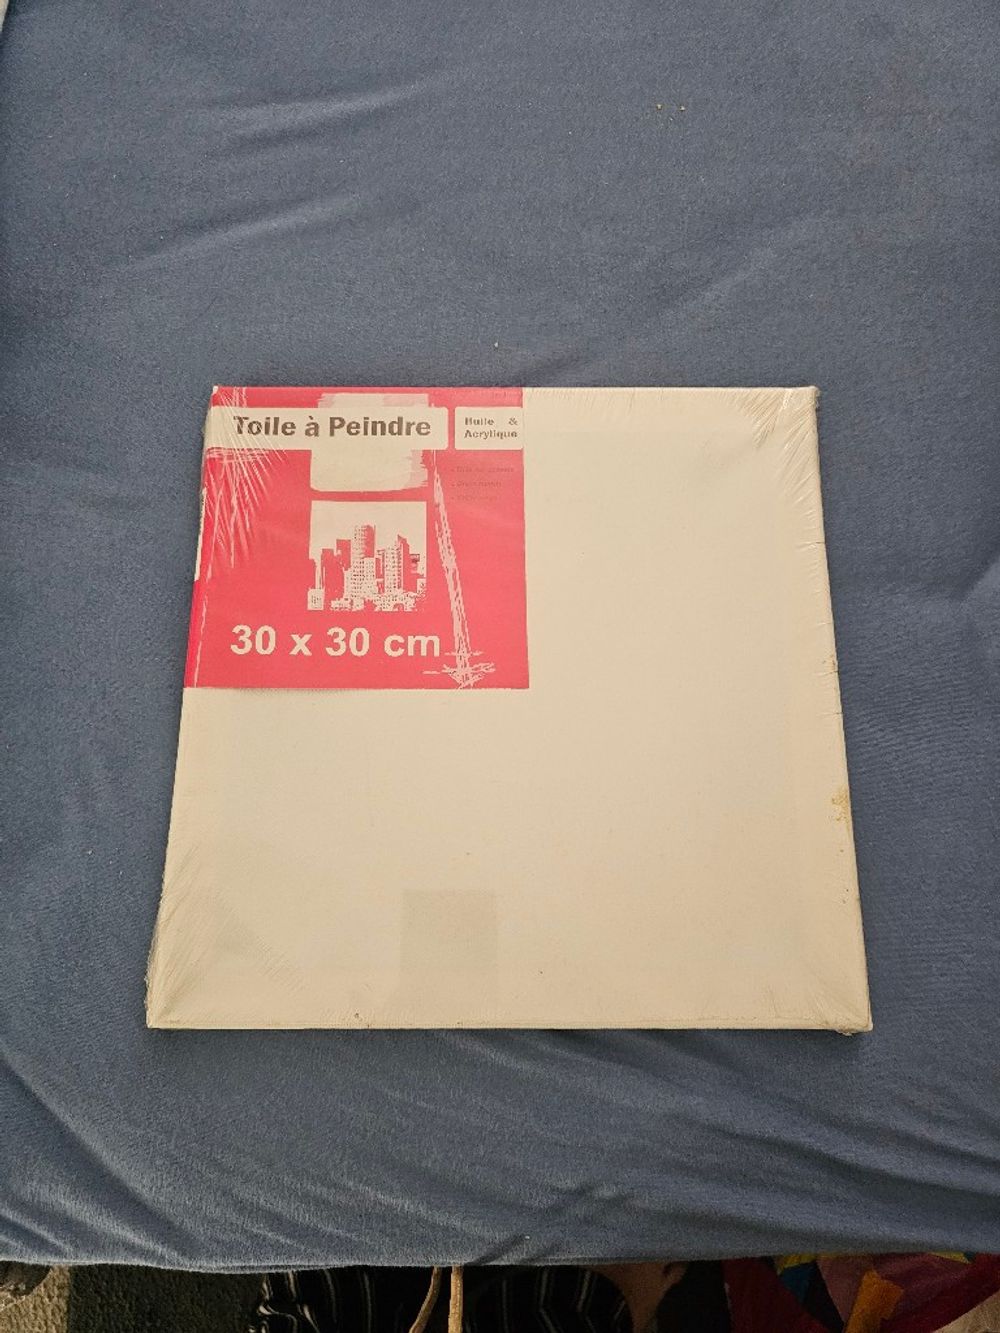 Toile à Peindre
Huile &
Acrylique
30 x 30 cm